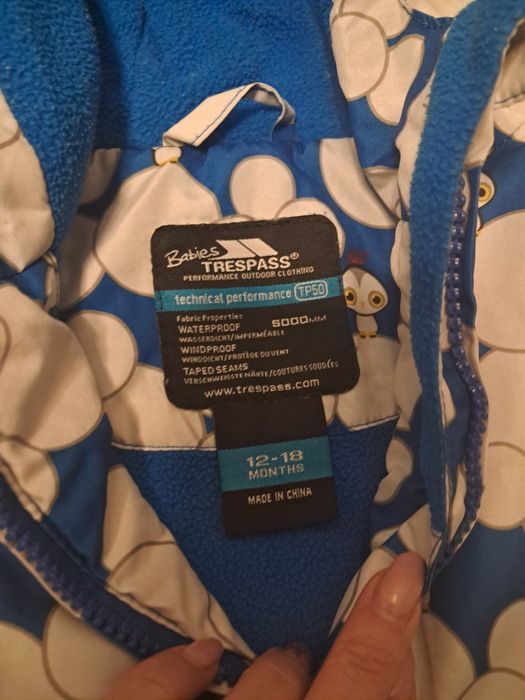 Babies
TRESPASS®
PERFORMANCE OUTDOOR CLOTHING
technical performance TP50
Fabric Properties
WATERPROOF 5000MM
WASSERDICHT/IMPERMÉABLE
WINDPROOF
WINDDICHT/PROTÈGE DU VENT
TAPED SEAMS
VERSCHWEISSTE NÄHTE/COUTURES SOUDÉES
www.trespass.com
12-18
MONTHS
MADE IN CHINA